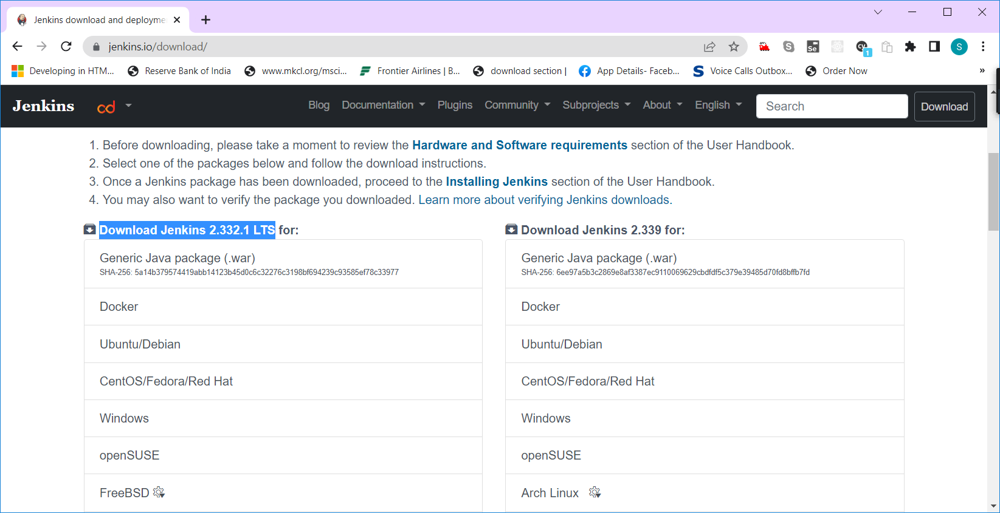 Jenkins download and deployme
jenkins.io/download/
Se
cy
1
S
Developing in HTM...
Reserve Bank of India
www.mkcl.org/msci...
Frontier Airlines | B...
download section |
App Details- Faceb...
Voice Calls Outbox...
Order Now
»
Jenkins
cd
Blog
Documentation
Plugins
Community
Subprojects
About
English
Search
Download
1. Before downloading, please take a moment to review the Hardware and Software requirements section of the User Handbook.
2. Select one of the packages below and follow the download instructions.
3. Once a Jenkins package has been downloaded, proceed to the Installing Jenkins section of the User Handbook.
4. You may also want to verify the package you downloaded. Learn more about verifying Jenkins downloads.
Download Jenkins 2.332.1 LTS for:
Generic Java package (.war)
SHA-256: 5a14b379574419abb14123b45d0c6c32276c3198bf694239c93585ef78c33977
Docker
Ubuntu/Debian
CentOS/Fedora/Red Hat
Windows
openSUSE
FreeBSD
Download Jenkins 2.339 for:
Generic Java package (.war)
SHA-256: 6ee97a5b3c2869e8af3387ec9110069629cbdfdf5c379e39485d70fd8bffb7fd
Docker
Ubuntu/Debian
CentOS/Fedora/Red Hat
Windows
openSUSE
Arch Linux